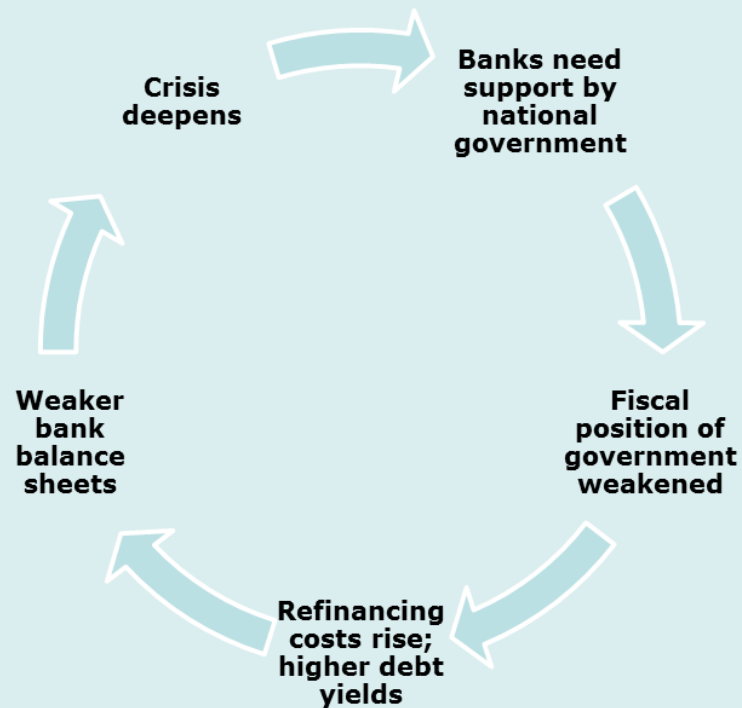 Crisis
deepens
Banks need
support by
national
government
Fiscal
position of
government
weakened
Refinancing
costs rise;
higher debt
yields
Weaker
bank
balance
sheets